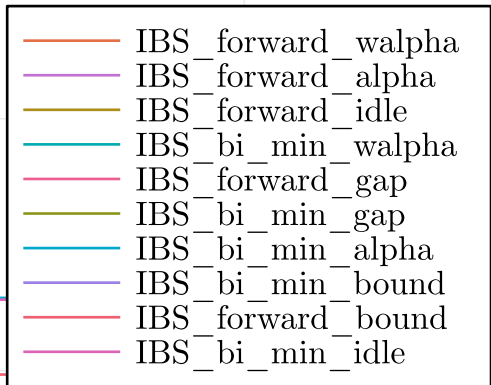 IBS_forward_walpha
IBS_forward_alpha
IBS_forward_idle
IBS_bi_min_walpha
IBS_forward_gap
IBS_bi_min_gap
IBS_bi_min_alpha
IBS_bi_min_bound
IBS_forward_bound
IBS_bi_min_idle